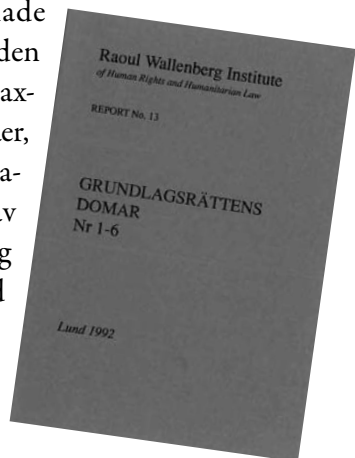 ade
den
ax-
er,
a-
av
g
d
Raoul Wallenberg Institute
of Human Rights and Humanitarian Law
REPORT No. 13
GRUNDLAGSRÄTTENS
DOMAR
Nr 1-6
Lund 1992